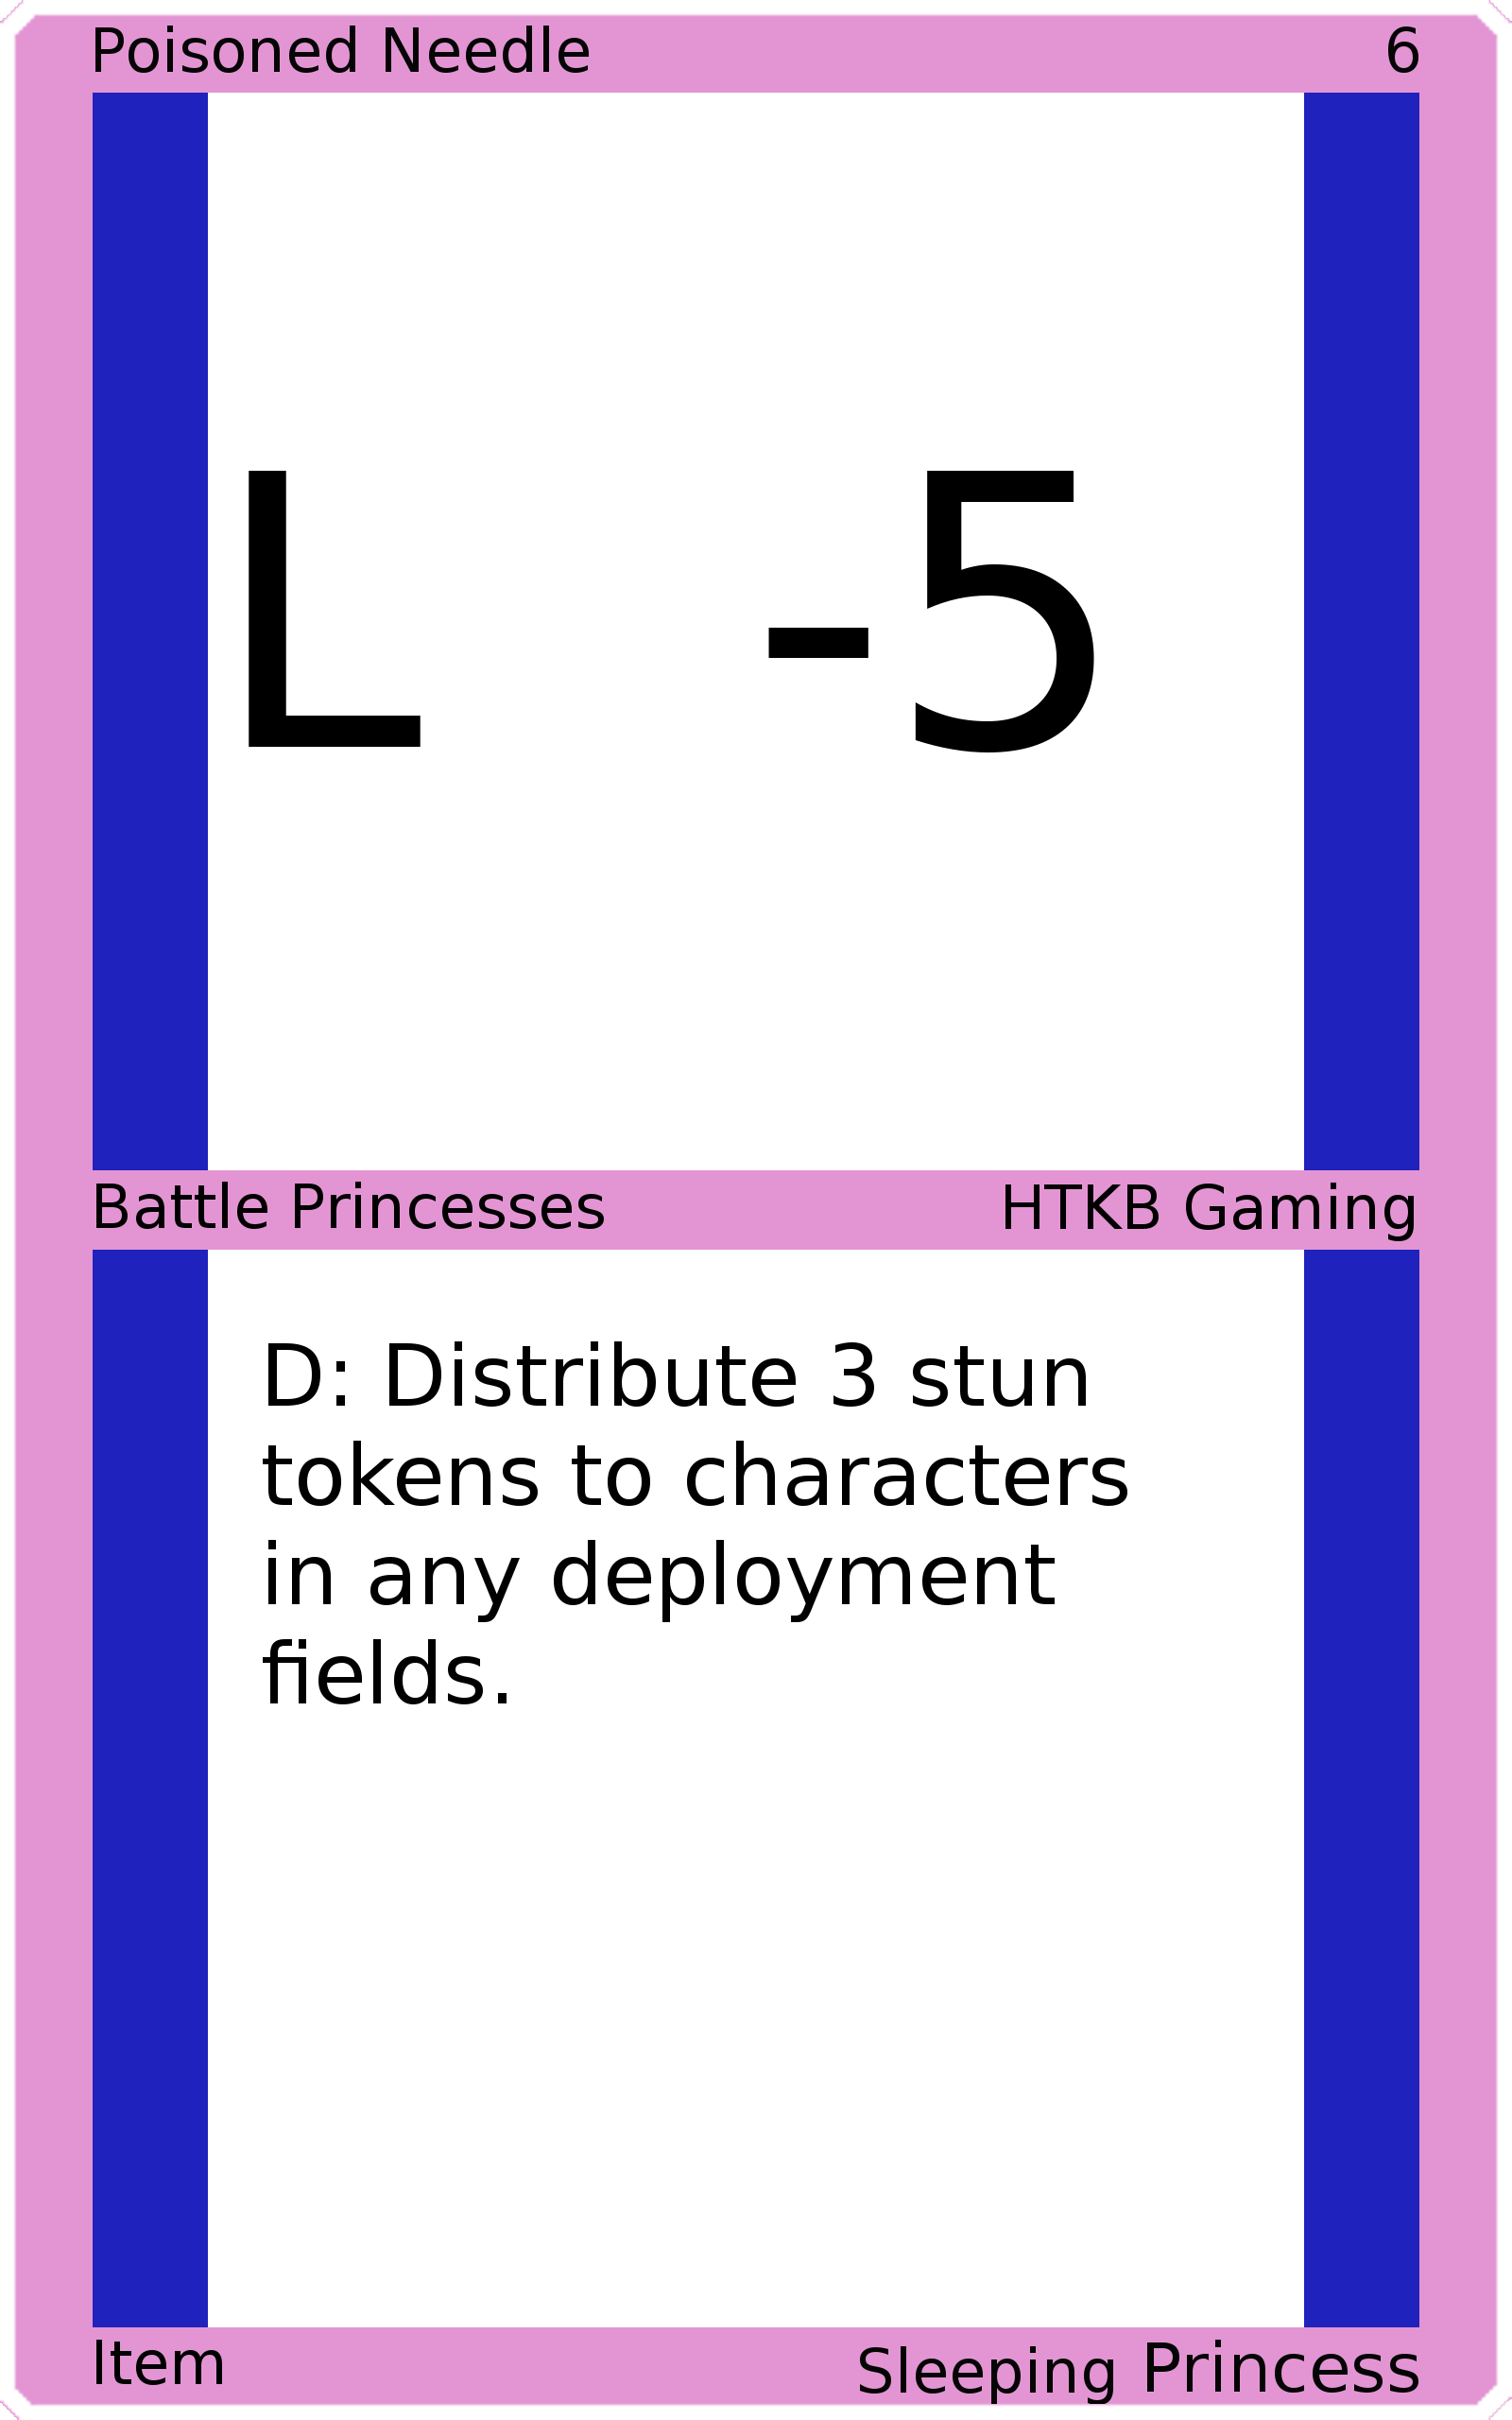 Poisoned Needle 6
L -5
Battle Princesses HTKB Gaming
D: Distribute 3 stun
tokens to characters
in any deployment
fields.
Item Sleeping Princess